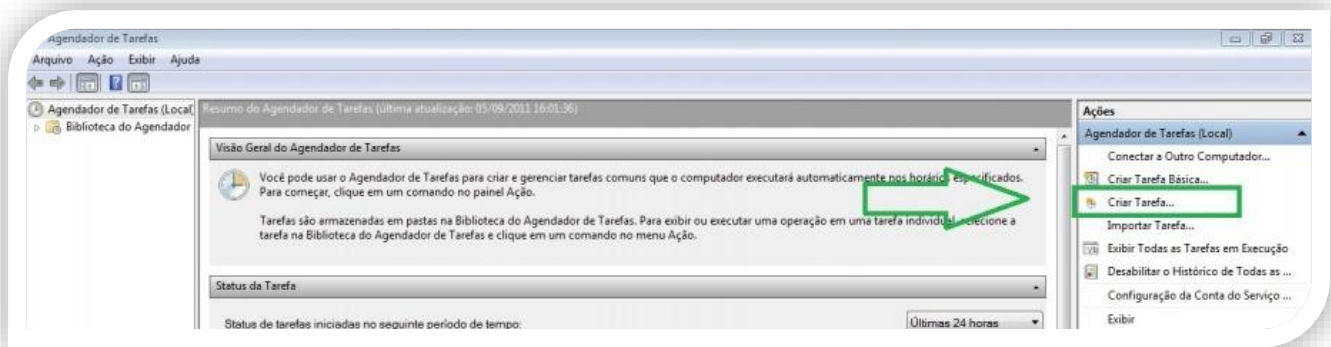 Agendador de Tarefas
Arquivo Ação Exibir Ajuda
Agendador de Tarefas (Local)
Biblioteca do Agendador
Resumo do Agendador de Tarefas (última atualização: 05/09/2011 16:01:36)
Visão Geral do Agendador de Tarefas
Você pode usar o Agendador de Tarefas para criar e gerenciar tarefas comuns que o computador executará automaticamente nos horários especificados.
Para começar, clique em um comando no painel Ação.
Tarefas são armazenadas em pastas na Biblioteca do Agendador de Tarefas. Para exibir ou executar uma operação em uma tarefa individual, selecione a
tarefa na Biblioteca do Agendador de Tarefas e clique em um comando no menu Ação.
Status da Tarefa
Status de tarefas iniciadas no seguinte período de tempo:
Últimas 24 horas
Ações
Agendador de Tarefas (Local)
Conectar a Outro Computador...
Criar Tarefa Básica...
Criar Tarefa...
Importar Tarefa...
Exibir Todas as Tarefas em Execução
Desabilitar o Histórico de Todas as ...
Configuração da Conta do Serviço ...
Exibir